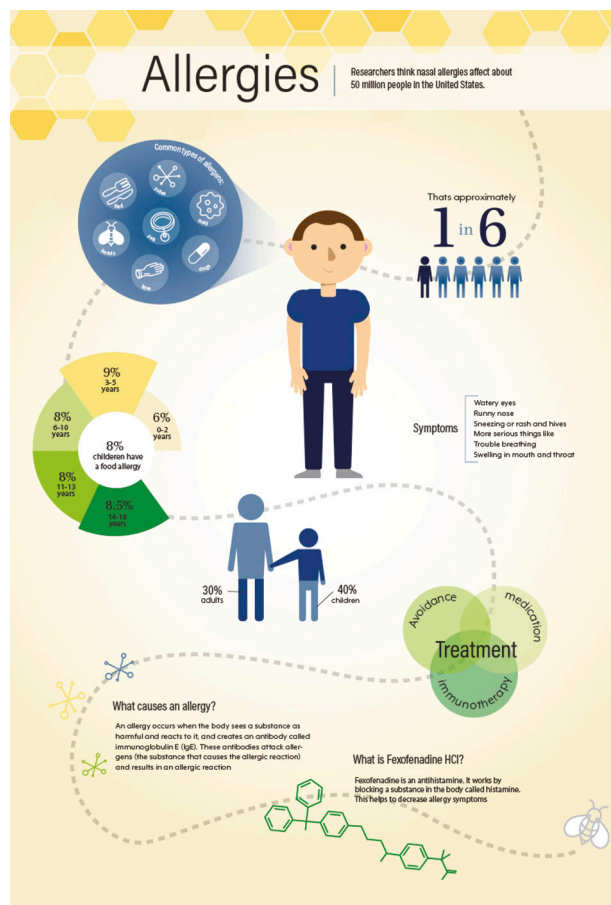 Allergies
Researchers think nasal allergies affect about
50 million people in the United States.
Common types of allergens:
food
pollen
mold
pet
insects
drugs
latex
Thats approximately
1 in 6
9%
3-5
years
8%
6-10
years
6%
0-2
years
8%
childeren have
a food allergy
8%
11-13
years
8.5%
14-18
years
Symptoms
Watery eyes
Runny nose
Sneezing or rash and hives
More serious things like
Trouble breathing
Swelling in mouth and throat
30%
adults
40%
children
Avoidance
medication
Treatment
immunotherapy
What causes an allergy?
An allergy occurs when the body sees a substance as
harmful and reacts to it, and creates an antibody called
immunoglobulin E (IgE). These antibodies attack aller-
gens (the substance that causes the allergic reaction)
and results in an allergic reaction
What is Fexofenadine HCl?
Fexofenadine is an antihistamine. It works by
blocking a substance in the body called histamine.
This helps to decrease allergy symptoms